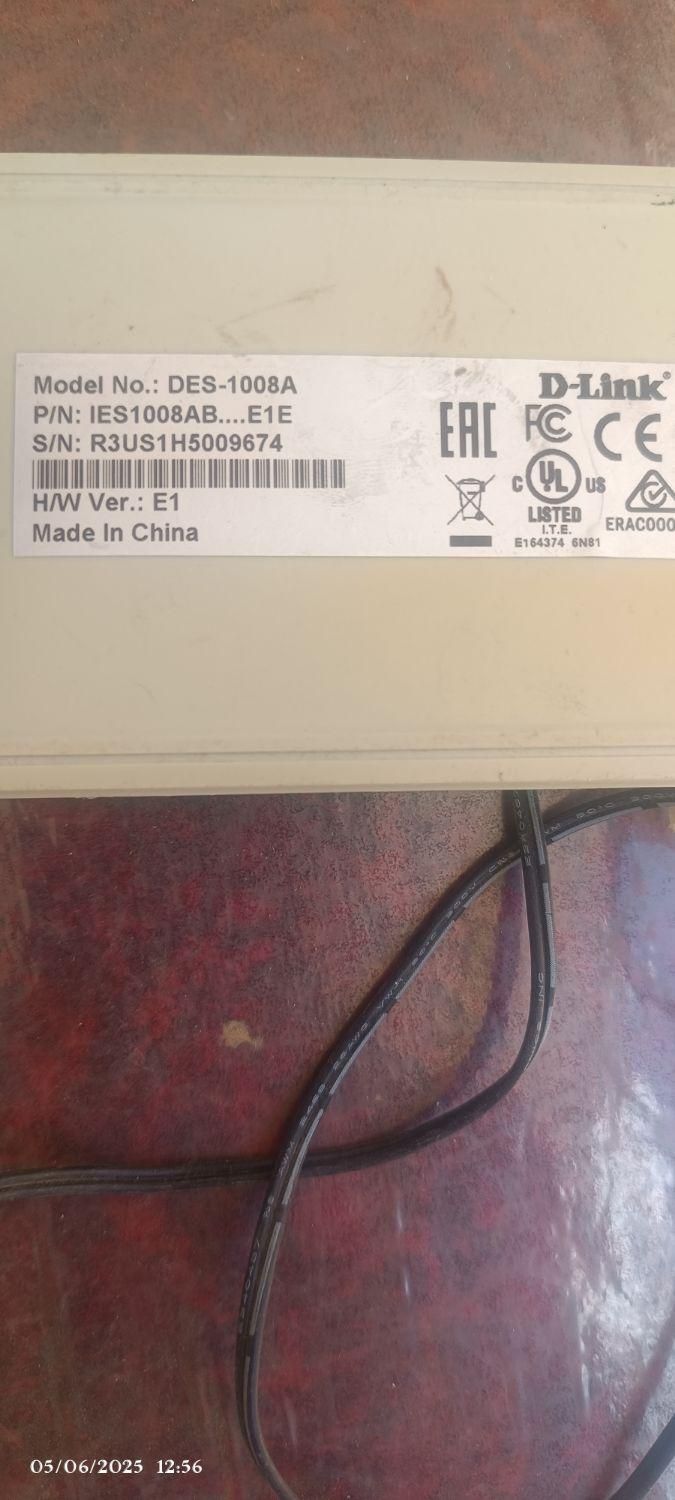 Model No.: DES-1008A
P/N: IES1008AB....E1E
S/N: R3US1H5009674
H/W Ver.: E1
Made In China
D-Link®
EAC
FC
CE
C UL US
LISTED
I.T.E.
E164374 6N81
ERAC000
05/06/2025 12:56